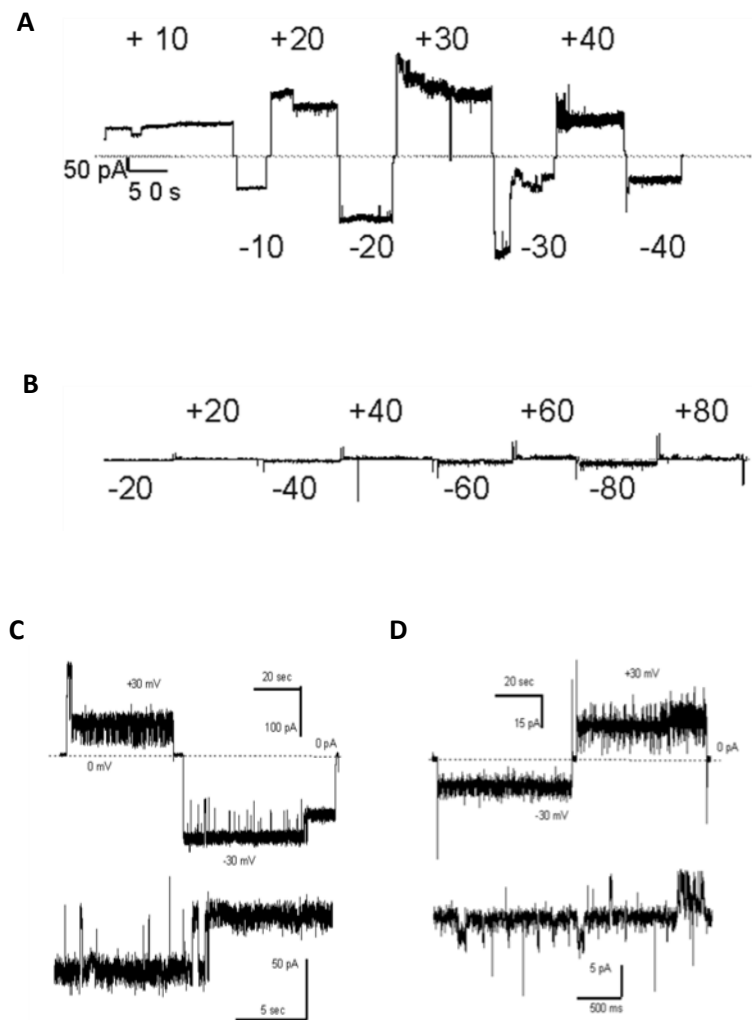 A
+ 10 +20 +30 +40
50 pA
5 0 s
-10 -20 -30 -40
B
+20 +40 +60 +80
-20 -40 -60 -80
C
+30 mV
20 sec
100 pA
0 pA
0 mV
-30 mV
50 pA
5 sec
D
+30 mV
20 sec
15 pA
0 pA
-30 mV
5 pA
500 ms